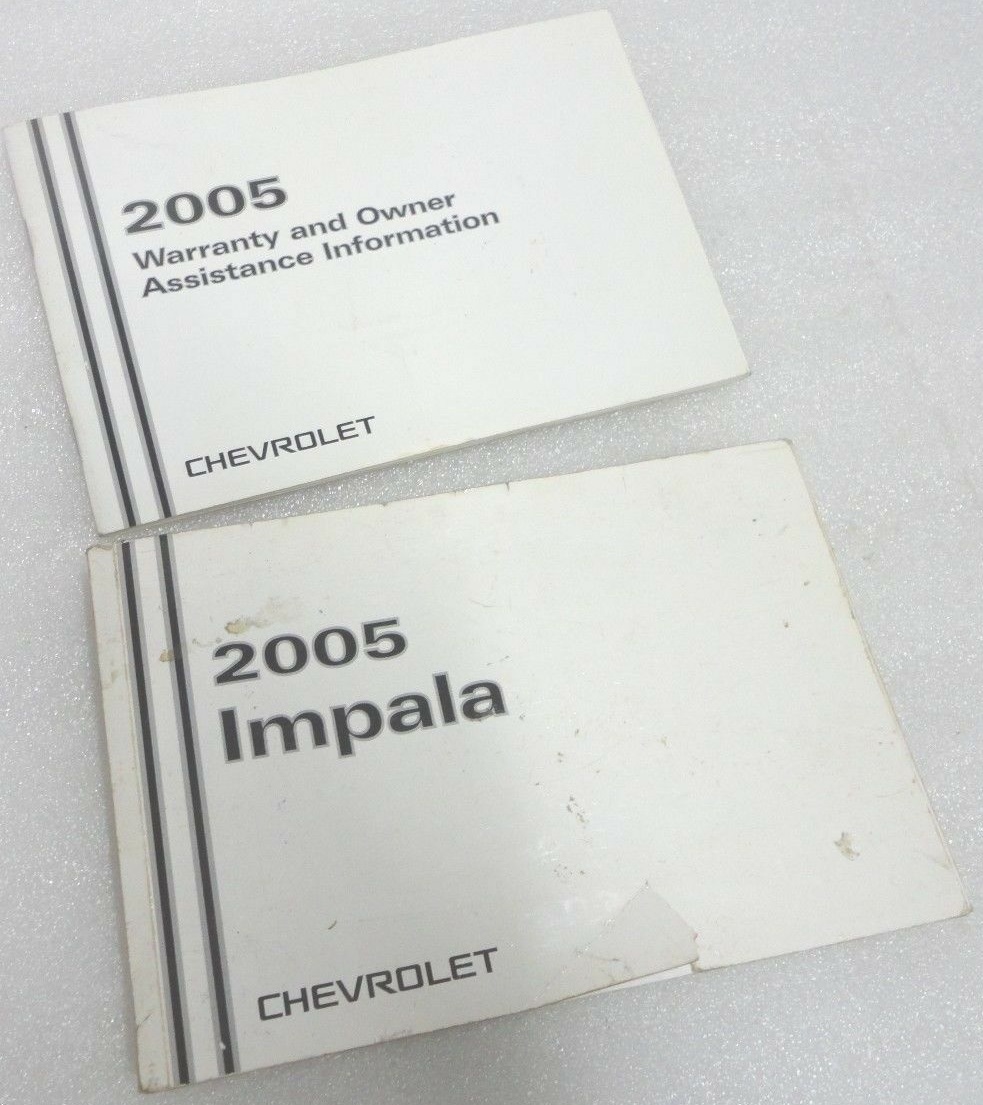 2005
Warranty and Owner
Assistance Information
CHEVROLET
2005
Impala
CHEVROLET